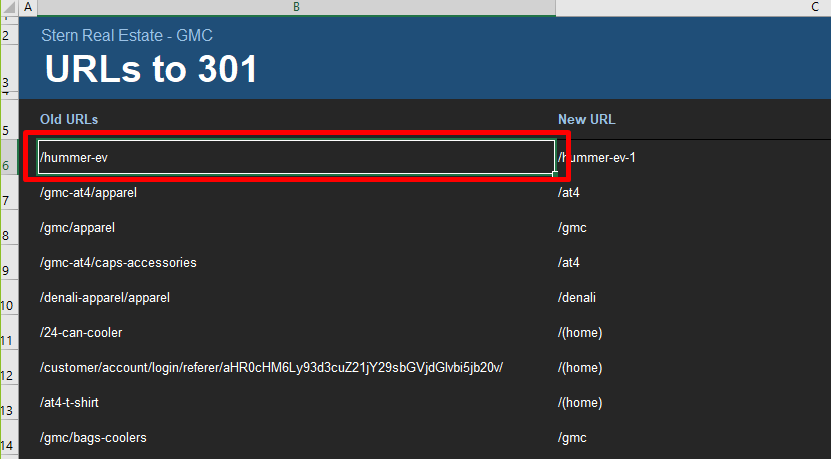 A B C
2 Stern Real Estate - GMC
3 URLs to 301
4
5 Old URLs New URL
6 /hummer-ev /hummer-ev-1
7 /gmc-at4/apparel /at4
8 /gmc/apparel /gmc
9 /gmc-at4/caps-accessories /at4
10 /denali-apparel/apparel /denali
11 /24-can-cooler /(home)
12 /customer/account/login/referer/aHR0cHM6Ly93d3cuZ21jY29sbGVjdGlvbi5jb20v/ /(home)
13 /at4-t-shirt /(home)
14 /gmc/bags-coolers /gmc